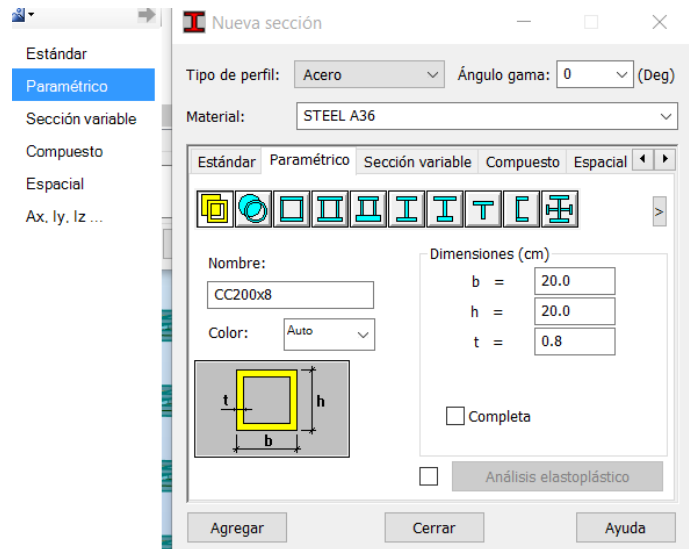 Estándar
Paramétrico
Sección variable
Compuesto
Espacial
Ax, Iy, Iz ...
Nueva sección
Tipo de perfil: Acero Ángulo gama: 0 (Deg)
Material: STEEL A36
Estándar Paramétrico Sección variable Compuesto Espacial
>
Nombre:
CC200x8
Color: Auto
Dimensiones (cm)
b = 20.0
h = 20.0
t = 0.8
t h
b
Completa
Análisis elastoplástico
Agregar Cerrar Ayuda